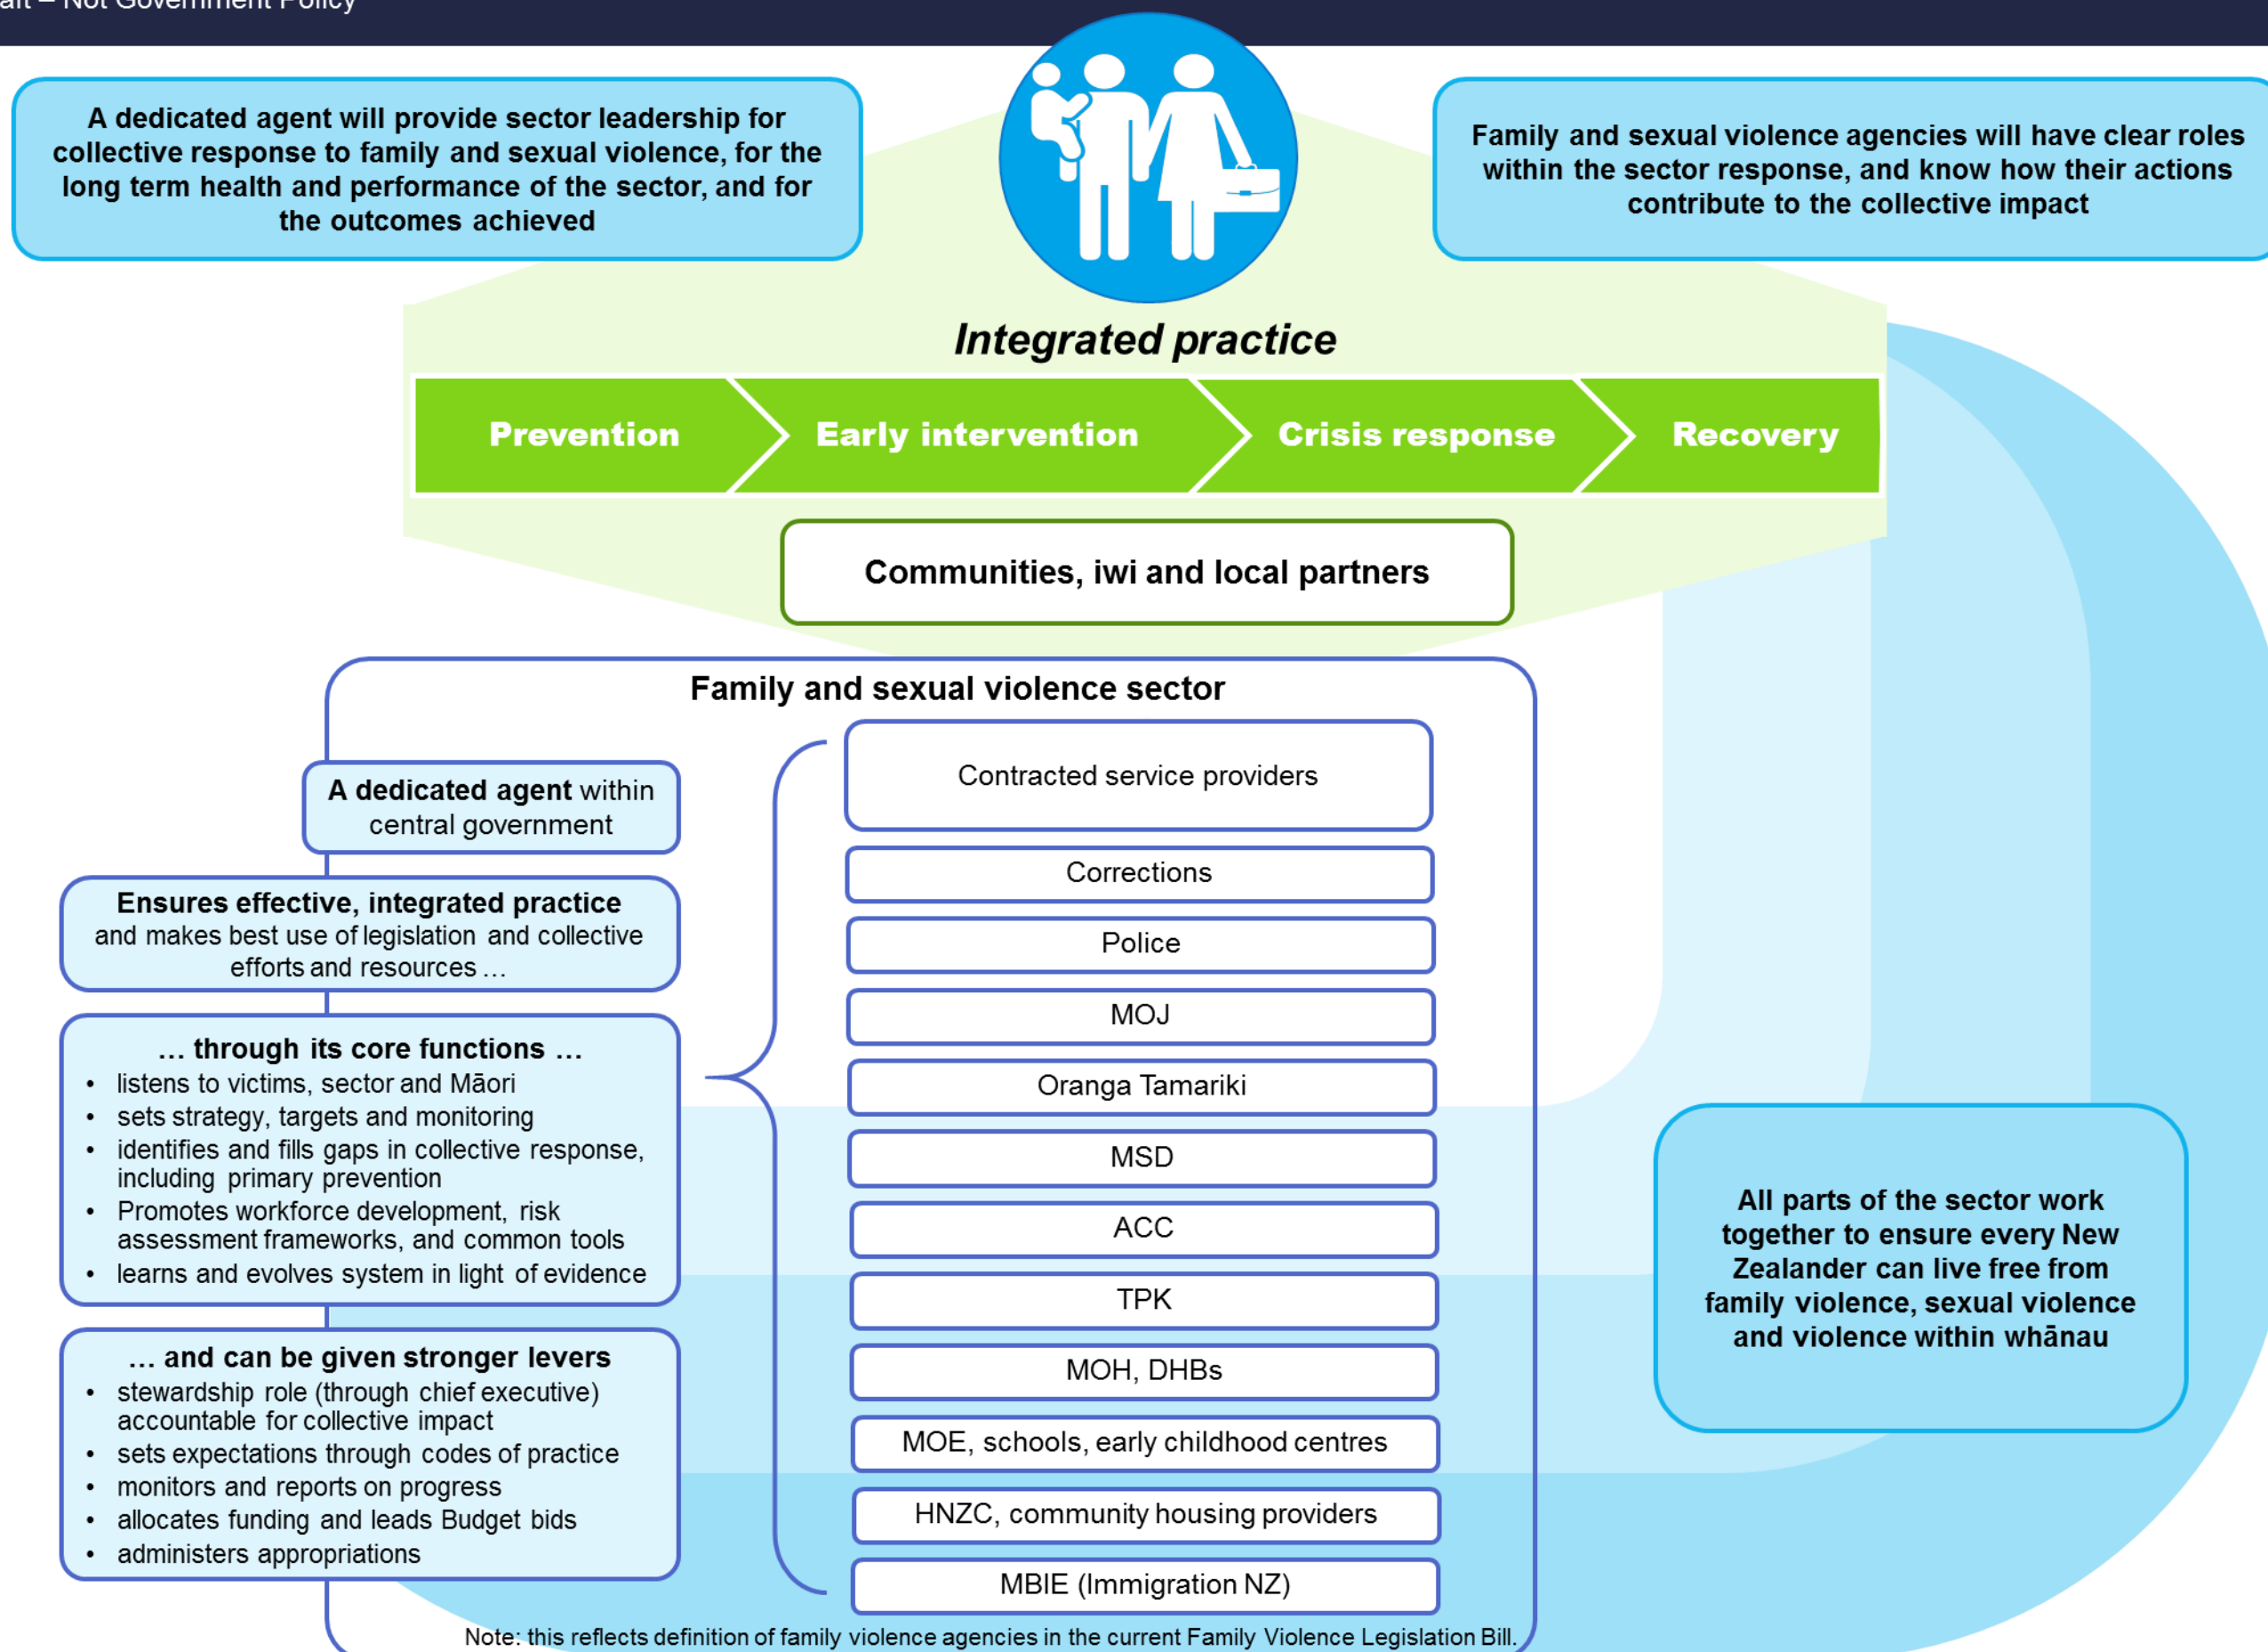 – Not Government Policy
A dedicated agent will provide sector leadership for
collective response to family and sexual violence, for the
long term health and performance of the sector, and for
the outcomes achieved
Family and sexual violence agencies will have clear roles
within the sector response, and know how their actions
contribute to the collective impact
Integrated practice
Prevention
Early intervention
Crisis response
Recovery
Communities, iwi and local partners
Family and sexual violence sector
A dedicated agent within
central government
Ensures effective, integrated practice
and makes best use of legislation and collective
efforts and resources …
… through its core functions …
• listens to victims, sector and Māori
• sets strategy, targets and monitoring
• identifies and fills gaps in collective response,
including primary prevention
• Promotes workforce development, risk
assessment frameworks, and common tools
• learns and evolves system in light of evidence
… and can be given stronger levers
• stewardship role (through chief executive)
accountable for collective impact
• sets expectations through codes of practice
• monitors and reports on progress
• allocates funding and leads Budget bids
• administers appropriations
Contracted service providers
Corrections
Police
MOJ
Oranga Tamariki
MSD
ACC
TPK
MOH, DHBs
MOE, schools, early childhood centres
HNZC, community housing providers
MBIE (Immigration NZ)
All parts of the sector work
together to ensure every New
Zealander can live free from
family violence, sexual violence
and violence within whānau
Note: this reflects definition of family violence agencies in the current Family Violence Legislation Bill.